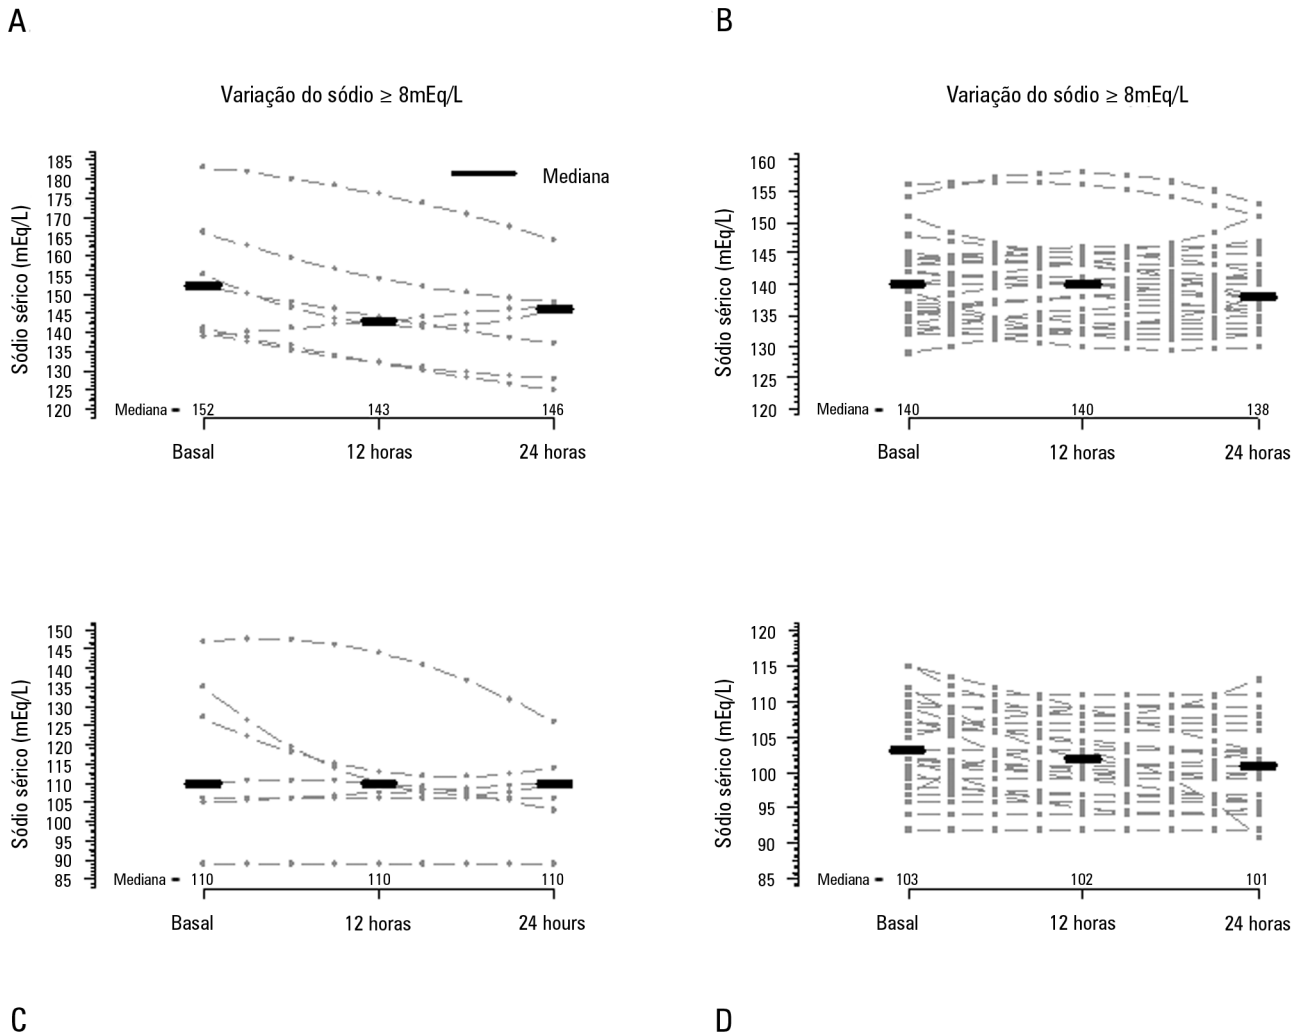 A
B
Variação do sódio ≥ 8mEq/L
Variação do sódio ≥ 8mEq/L
Sódio sérico (mEq/L)
185
180
175
170
165
160
155
150
145
140
135
130
125
120
Mediana
Mediana
152
143
146
Basal
12 horas
24 horas
Sódio sérico (mEq/L)
160
155
150
145
140
135
130
125
120
Mediana
140
140
138
Basal
12 horas
24 horas
Sódio sérico (mEq/L)
150
145
140
135
130
125
120
115
110
105
100
95
90
85
Mediana
110
110
110
Basal
12 horas
24 hours
Sódio sérico (mEq/L)
120
115
110
105
100
95
90
85
Mediana
103
102
101
Basal
12 horas
24 horas
C
D